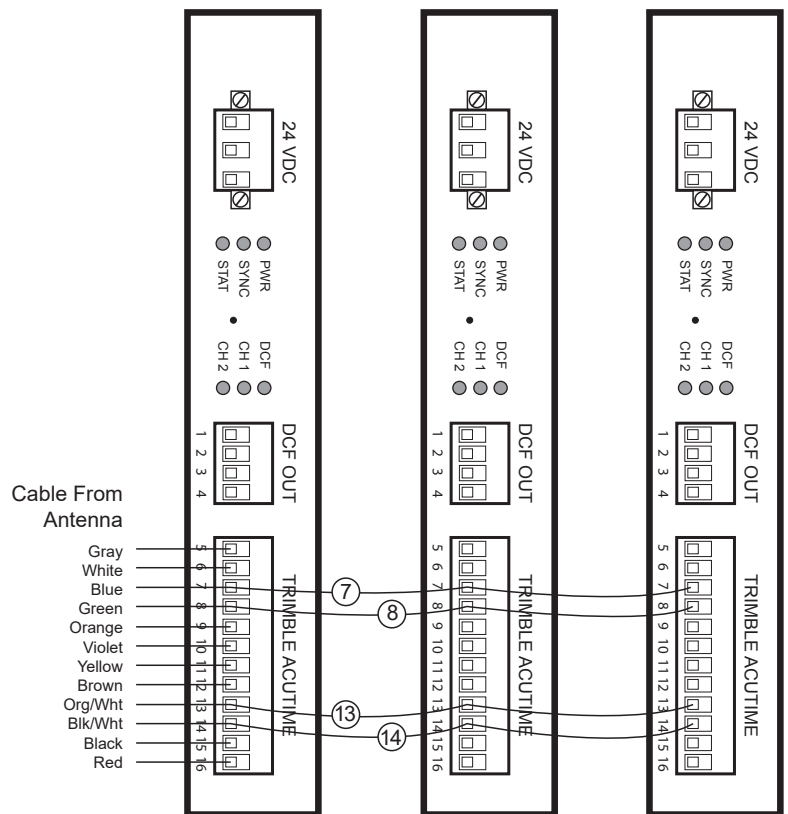 24 VDC
STAT
SYNC
PWR
CH 2
CH 1
DCF
DCF OUT
1
2
3
4
Cable From
Antenna
Gray
White
Blue
Green
Orange
Violet
Yellow
Brown
Org/Wht
Blk/Wht
Black
Red
5
6
7
8
9
10
11
12
13
14
15
16
TRIMBLE ACUTIME
7
8
13
14
24 VDC
STAT
SYNC
PWR
CH 2
CH 1
DCF
DCF OUT
1
2
3
4
5
6
7
8
9
10
11
12
13
14
15
16
TRIMBLE ACUTIME
24 VDC
STAT
SYNC
PWR
CH 2
CH 1
DCF
DCF OUT
1
2
3
4
5
6
7
8
9
10
11
12
13
14
15
16
TRIMBLE ACUTIME